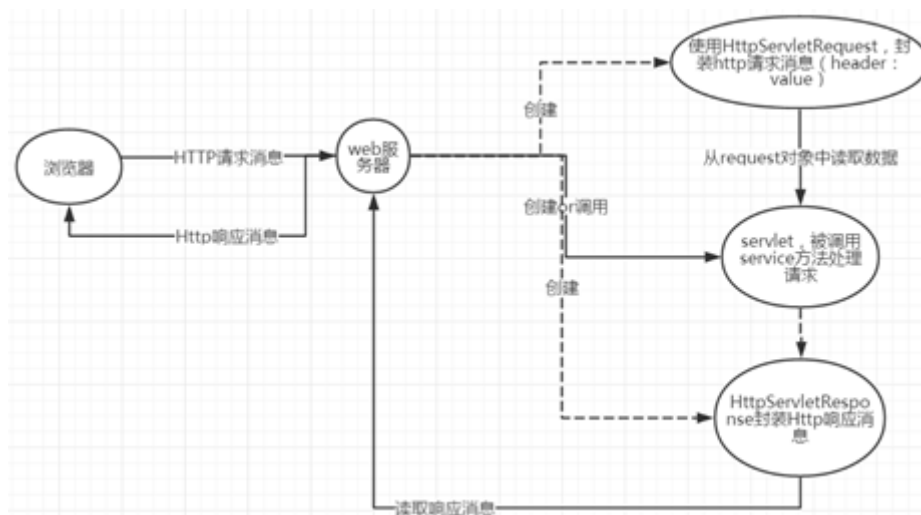 使用HttpServletRequest，封
装http请求消息（header：
value）
创建
HTTP请求消息
web服
务器
浏览器
从request对象中读取数据
创建or调用
Http响应消息
servlet，被调用
service方法处理
请求
创建
HttpServletRespo
nse封装Http响应消
息
读取响应消息